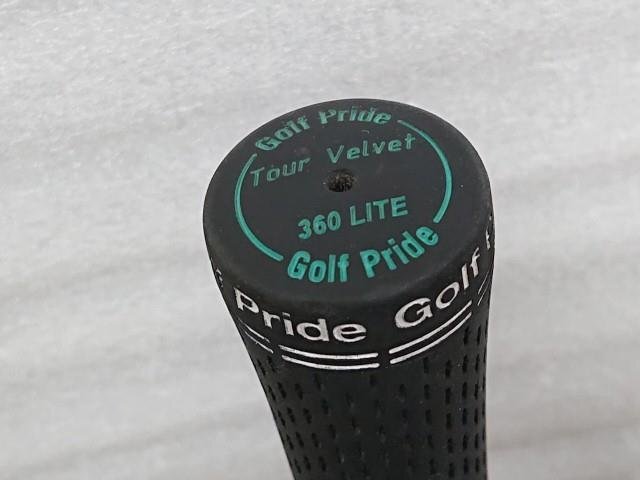 Golf Pride
Tour Velvet
360 LITE
Golf Pride
Pride Golf